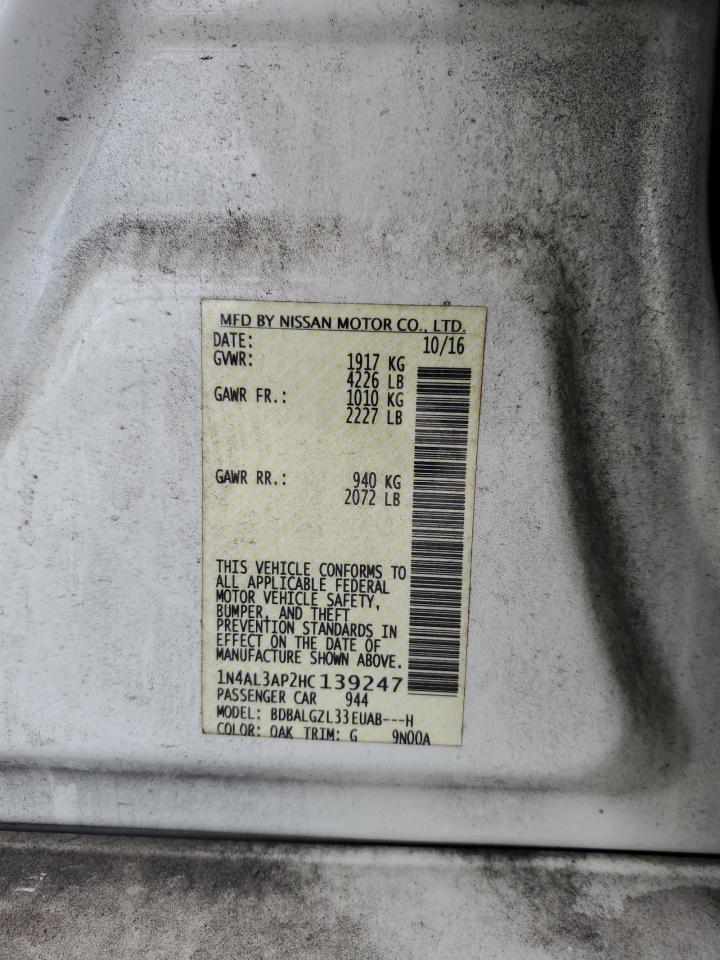 MFD BY NISSAN MOTOR CO., LTD.
DATE: 10/16
GVWR: 1917 KG
4226 LB
GAWR FR.: 1010 KG
2227 LB
GAWR RR.: 940 KG
2072 LB
THIS VEHICLE CONFORMS TO
ALL APPLICABLE FEDERAL
MOTOR VEHICLE SAFETY,
BUMPER, AND THEFT
PREVENTION STANDARDS IN
EFFECT ON THE DATE OF
MANUFACTURE SHOWN ABOVE.
1N4AL3AP2HC139247
PASSENGER CAR 944
MODEL: BDBALGZL33EUAB---H
COLOR: QAK TRIM: G 9N00A